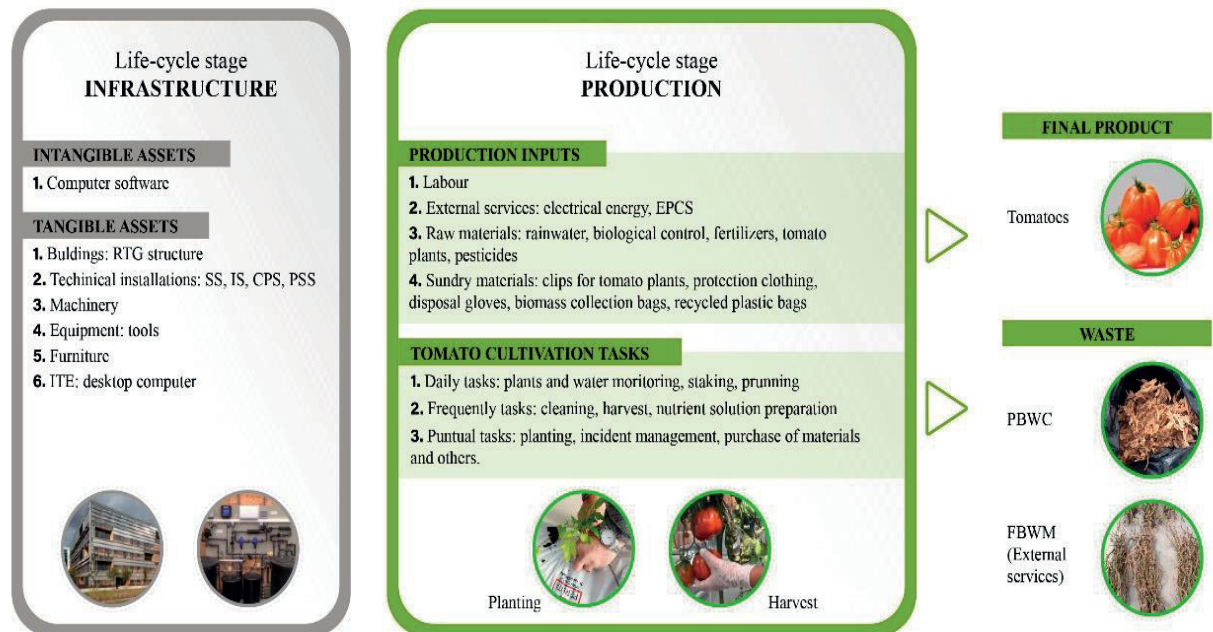 Life-cycle stage
INFRASTRUCTURE
INTANGIBLE ASSETS
1. Computer software
TANGIBLE ASSETS
1. Buldings: RTG structure
2. Techinical installations: SS, IS, CPS, PSS
3. Machinery
4. Equipment: tools
5. Furniture
6. ITE: desktop computer
Life-cycle stage
PRODUCTION
PRODUCTION INPUTS
1. Labour
2. External services: electrical energy, EPCS
3. Raw materials: rainwater, biological control, fertilizers, tomato
plants, pesticides
4. Sundry materials: clips for tomato plants, protection clothing,
disposal gloves, biomass collection bags, recycled plastic bags
TOMATO CULTIVATION TASKS
1. Daily tasks: plants and water moritoring, staking, prunning
2. Frequently tasks: cleaning, harvest, nutrient solution preparation
3. Puntual tasks: planting, incident management, purchase of materials
and others.
Planting
Harvest
FINAL PRODUCT
Tomatoes
WASTE
PBWC
FBWM
(External
services)